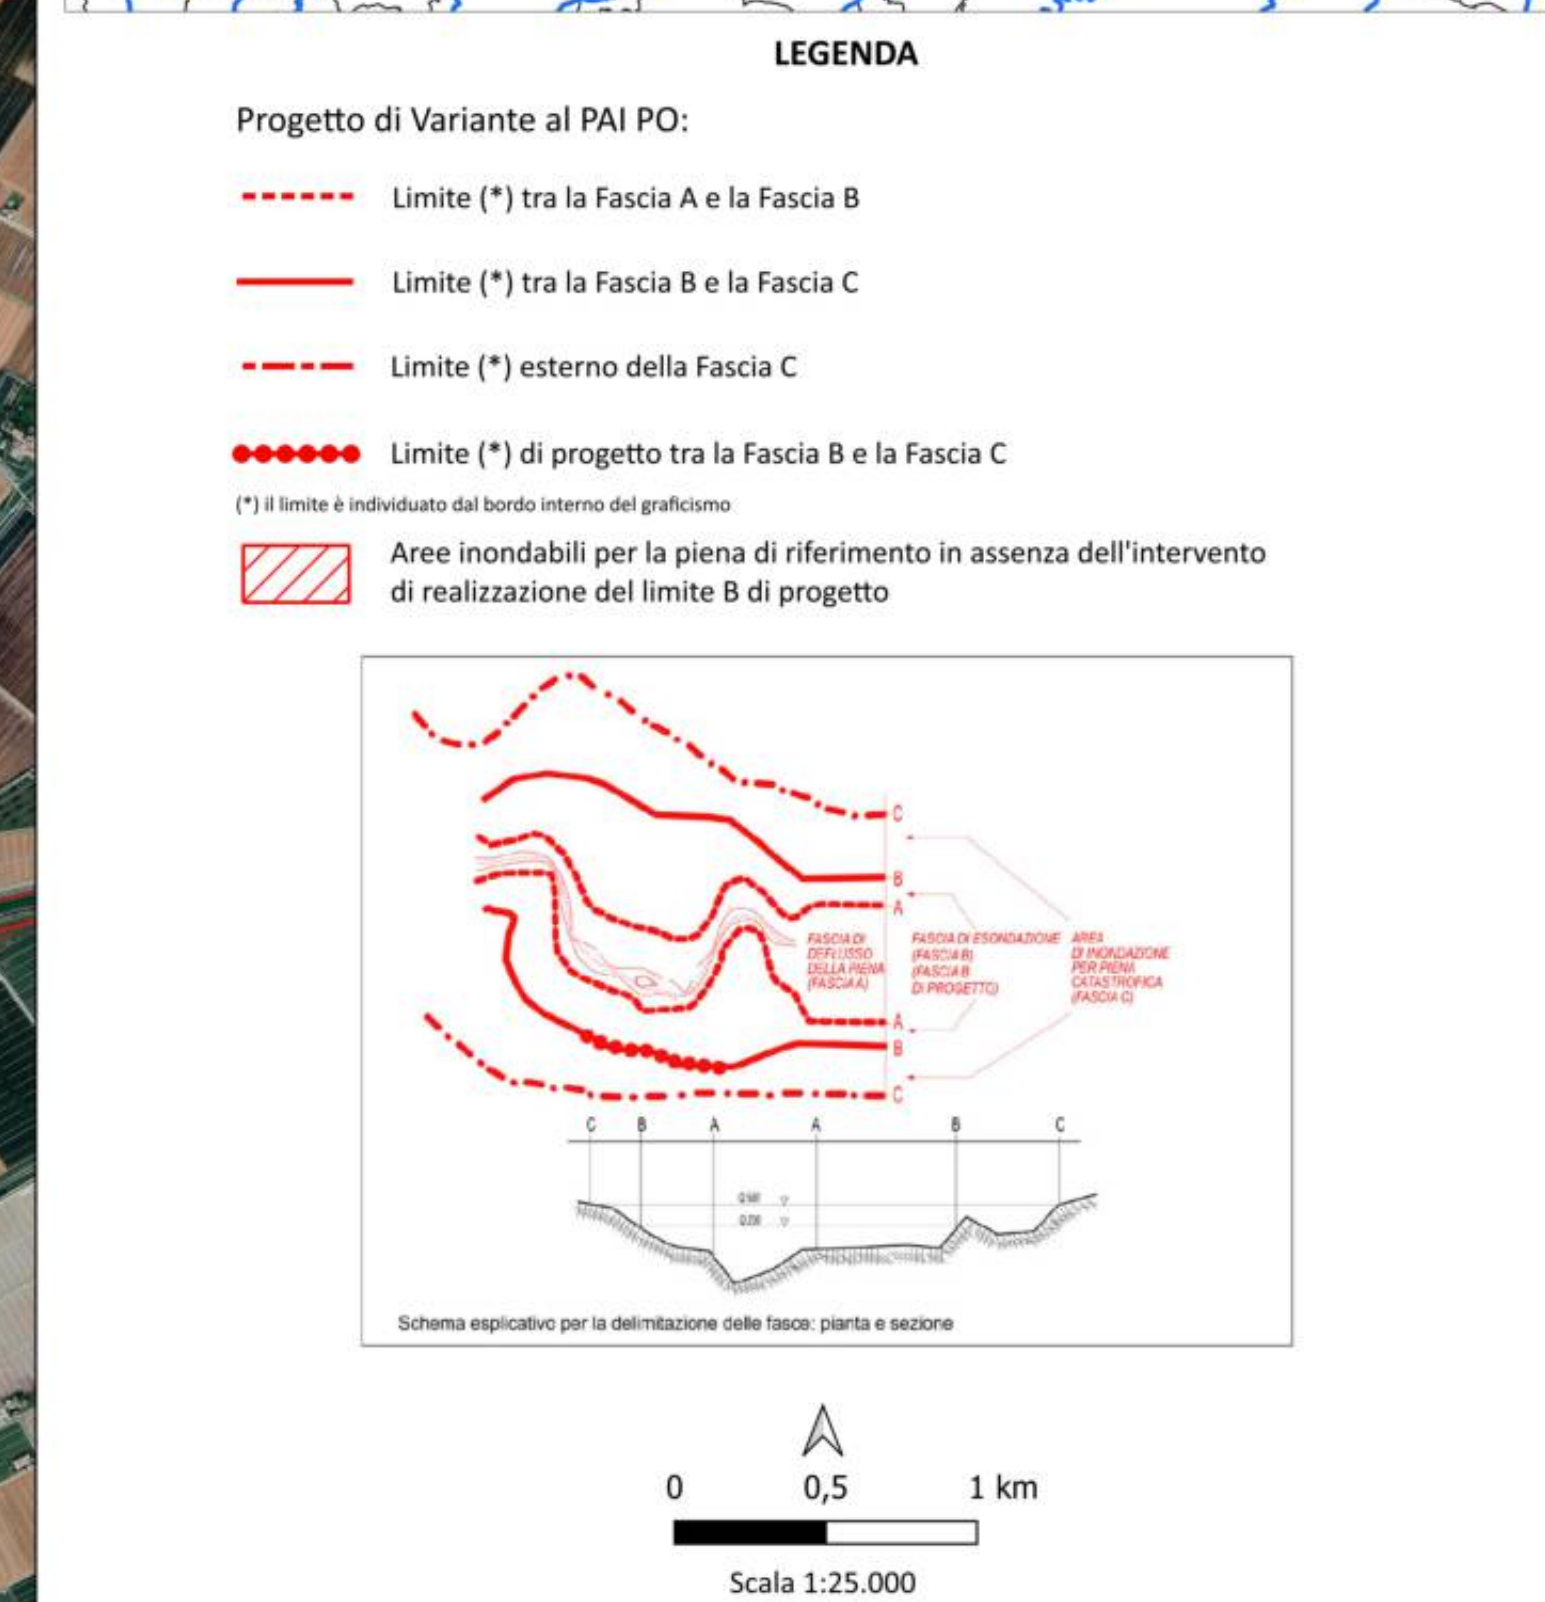 LEGENDA
Progetto di Variante al PAI PO:
Limite (*) tra la Fascia A e la Fascia B
Limite (*) tra la Fascia B e la Fascia C
Limite (*) esterno della Fascia C
Limite (*) di progetto tra la Fascia B e la Fascia C
(*) il limite è individuato dal bordo interno del graficismo
Aree inondabili per la piena di riferimento in assenza dell'intervento
di realizzazione del limite B di progetto
C
B
A
FASCIA DI
DEFLUSSO
DELLA PIENA
(FASCIA A)
FASCIA DI ESONDAZIONE
(FASCIA B)
(FASCIA B
DI PROGETTO)
AREA
DI INONDAZIONE
PER PIENA
CATASTROFICA
(FASCIA C)
A
B
C
C B A A B C
Schema esplicativo per la delimitazione delle fasce: pianta e sezione
0 0,5 1 km
Scala 1:25.000